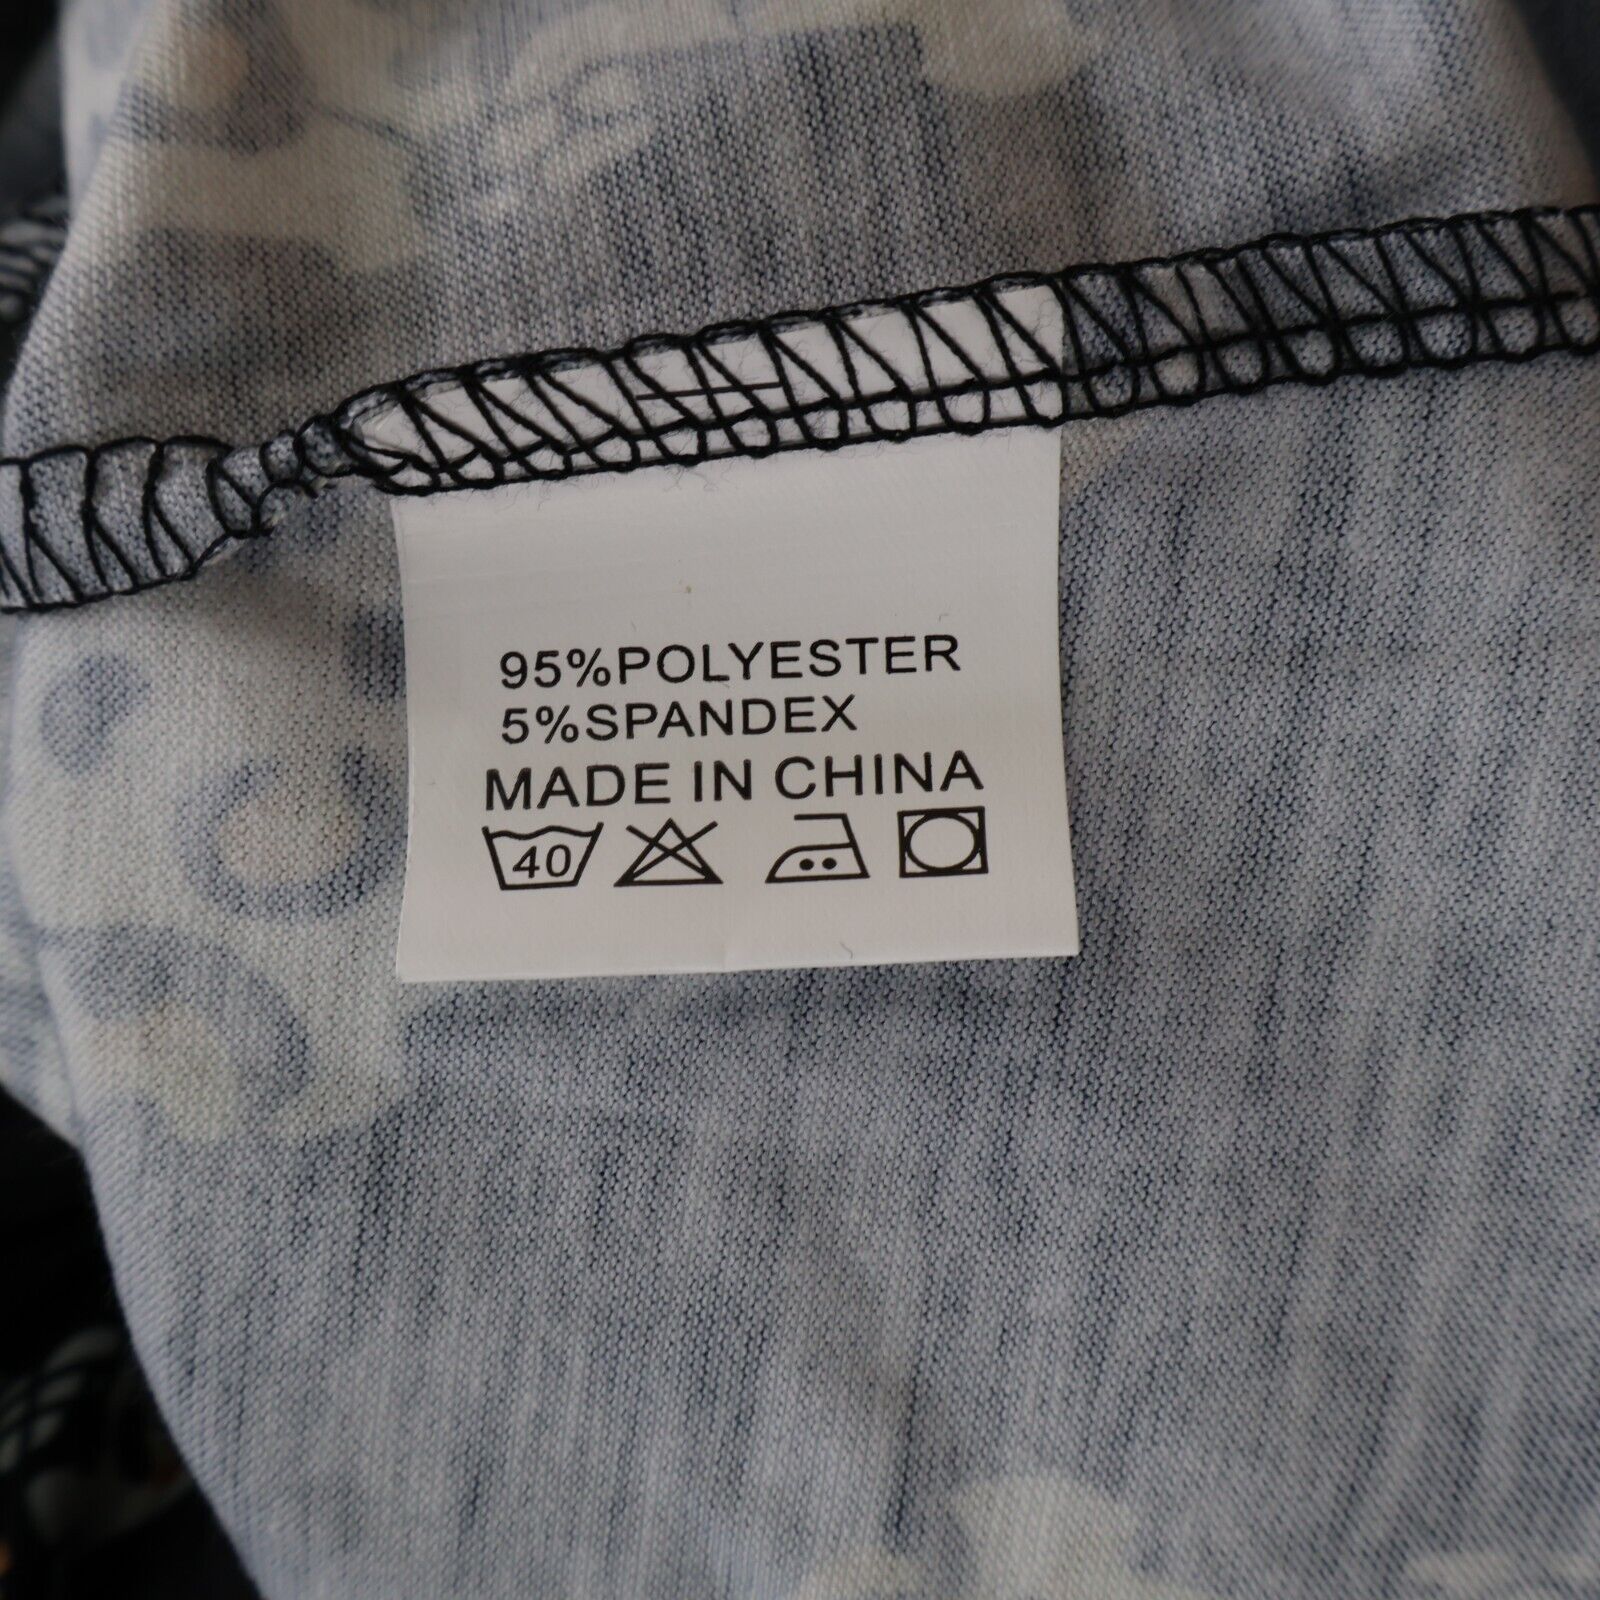 95%POLYESTER
5%SPANDEX
MADE IN CHINA
40